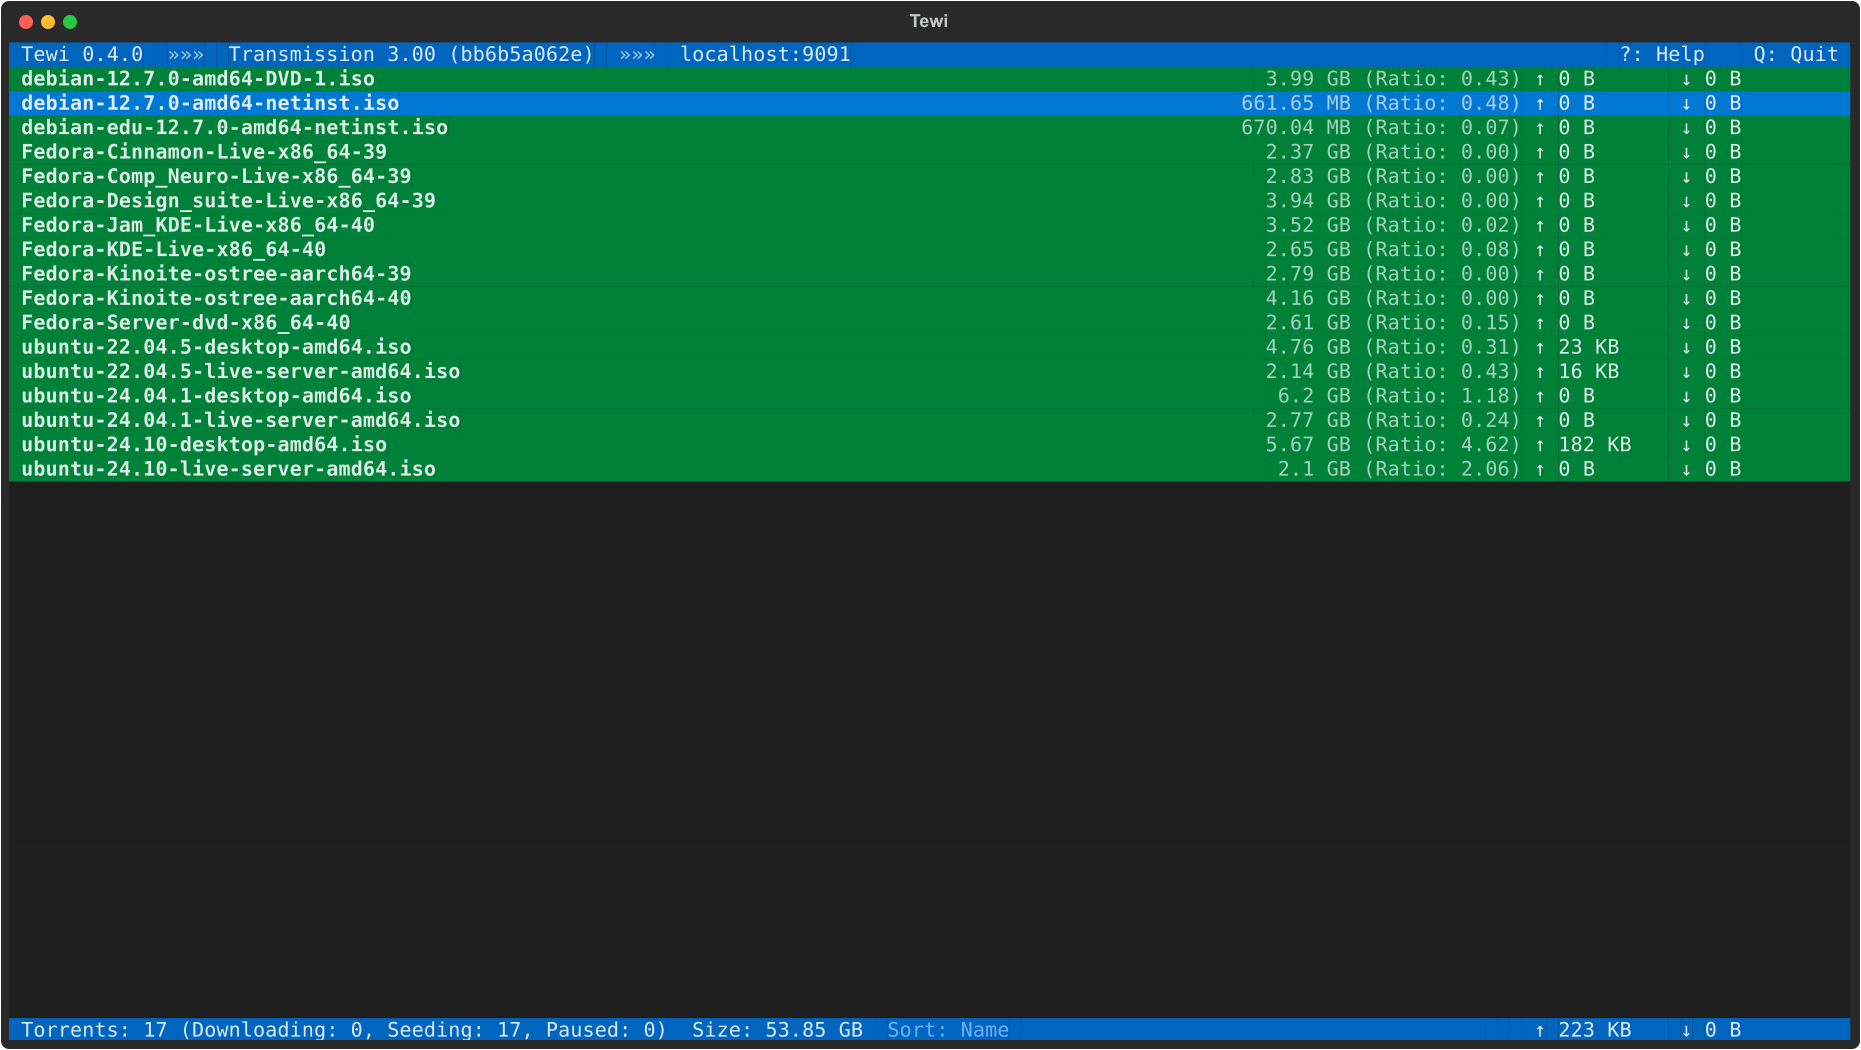 Tewi
Tewi 0.4.0 »»» Transmission 3.00 (bb6b5a062e) »»» localhost:9091 ?: Help Q: Quit
debian-12.7.0-amd64-DVD-1.iso 3.99 GB (Ratio: 0.43) ↑ 0 B ↓ 0 B
debian-12.7.0-amd64-netinst.iso 661.65 MB (Ratio: 0.48) ↑ 0 B ↓ 0 B
debian-edu-12.7.0-amd64-netinst.iso 670.04 MB (Ratio: 0.07) ↑ 0 B ↓ 0 B
Fedora-Cinnamon-Live-x86_64-39 2.37 GB (Ratio: 0.00) ↑ 0 B ↓ 0 B
Fedora-Comp_Neuro-Live-x86_64-39 2.83 GB (Ratio: 0.00) ↑ 0 B ↓ 0 B
Fedora-Design_suite-Live-x86_64-39 3.94 GB (Ratio: 0.00) ↑ 0 B ↓ 0 B
Fedora-Jam_KDE-Live-x86_64-40 3.52 GB (Ratio: 0.02) ↑ 0 B ↓ 0 B
Fedora-KDE-Live-x86_64-40 2.65 GB (Ratio: 0.08) ↑ 0 B ↓ 0 B
Fedora-Kinoite-ostree-aarch64-39 2.79 GB (Ratio: 0.00) ↑ 0 B ↓ 0 B
Fedora-Kinoite-ostree-aarch64-40 4.16 GB (Ratio: 0.00) ↑ 0 B ↓ 0 B
Fedora-Server-dvd-x86_64-40 2.61 GB (Ratio: 0.15) ↑ 0 B ↓ 0 B
ubuntu-22.04.5-desktop-amd64.iso 4.76 GB (Ratio: 0.31) ↑ 23 KB ↓ 0 B
ubuntu-22.04.5-live-server-amd64.iso 2.14 GB (Ratio: 0.43) ↑ 16 KB ↓ 0 B
ubuntu-24.04.1-desktop-amd64.iso 6.2 GB (Ratio: 1.18) ↑ 0 B ↓ 0 B
ubuntu-24.04.1-live-server-amd64.iso 2.77 GB (Ratio: 0.24) ↑ 0 B ↓ 0 B
ubuntu-24.10-desktop-amd64.iso 5.67 GB (Ratio: 4.62) ↑ 182 KB ↓ 0 B
ubuntu-24.10-live-server-amd64.iso 2.1 GB (Ratio: 2.06) ↑ 0 B ↓ 0 B
Torrents: 17 (Downloading: 0, Seeding: 17, Paused: 0) Size: 53.85 GB Sort: Name ↑ 223 KB ↓ 0 B